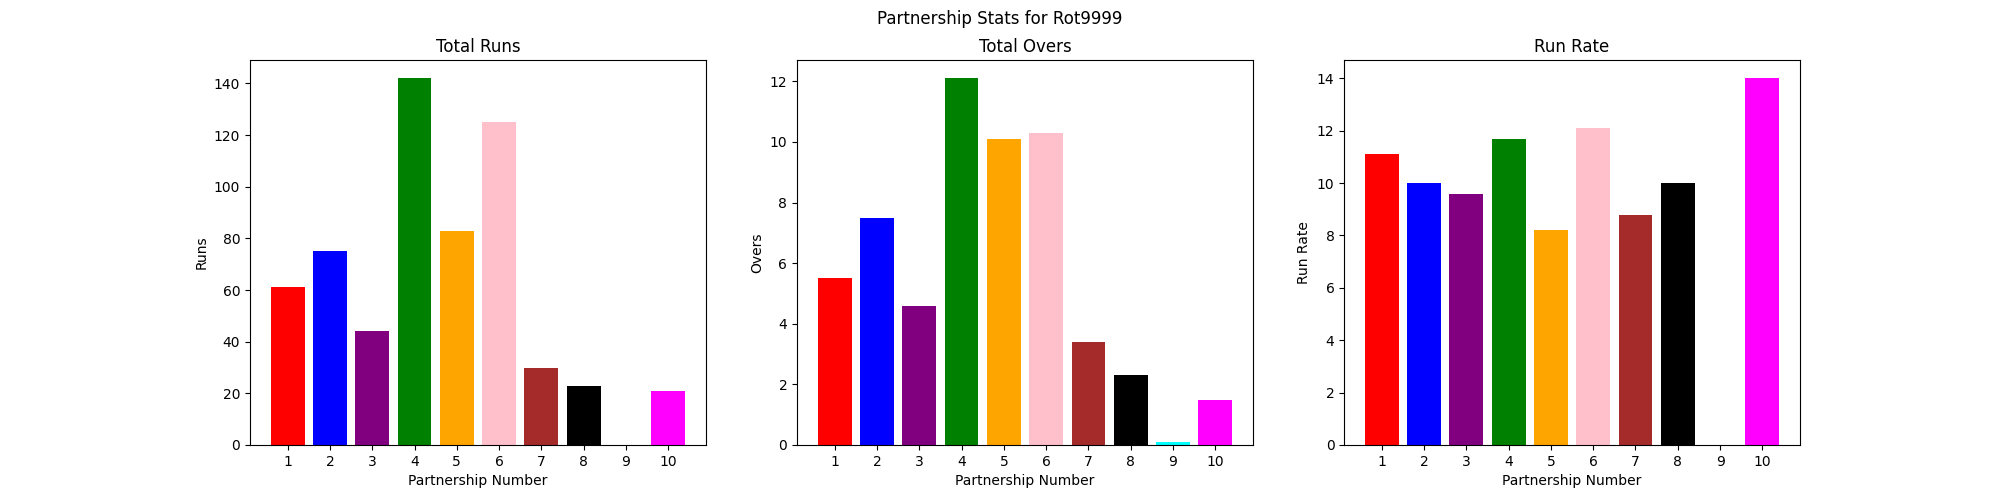 Partnership Stats for Rot9999
Total Runs
140
120
100
80
60
40
20
0
Runs
1 2 3 4 5 6 7 8 9 10
Partnership Number
Total Overs
12
10
8
6
4
2
0
Overs
1 2 3 4 5 6 7 8 9 10
Partnership Number
Run Rate
14
12
10
8
6
4
2
0
Run Rate
1 2 3 4 5 6 7 8 9 10
Partnership Number